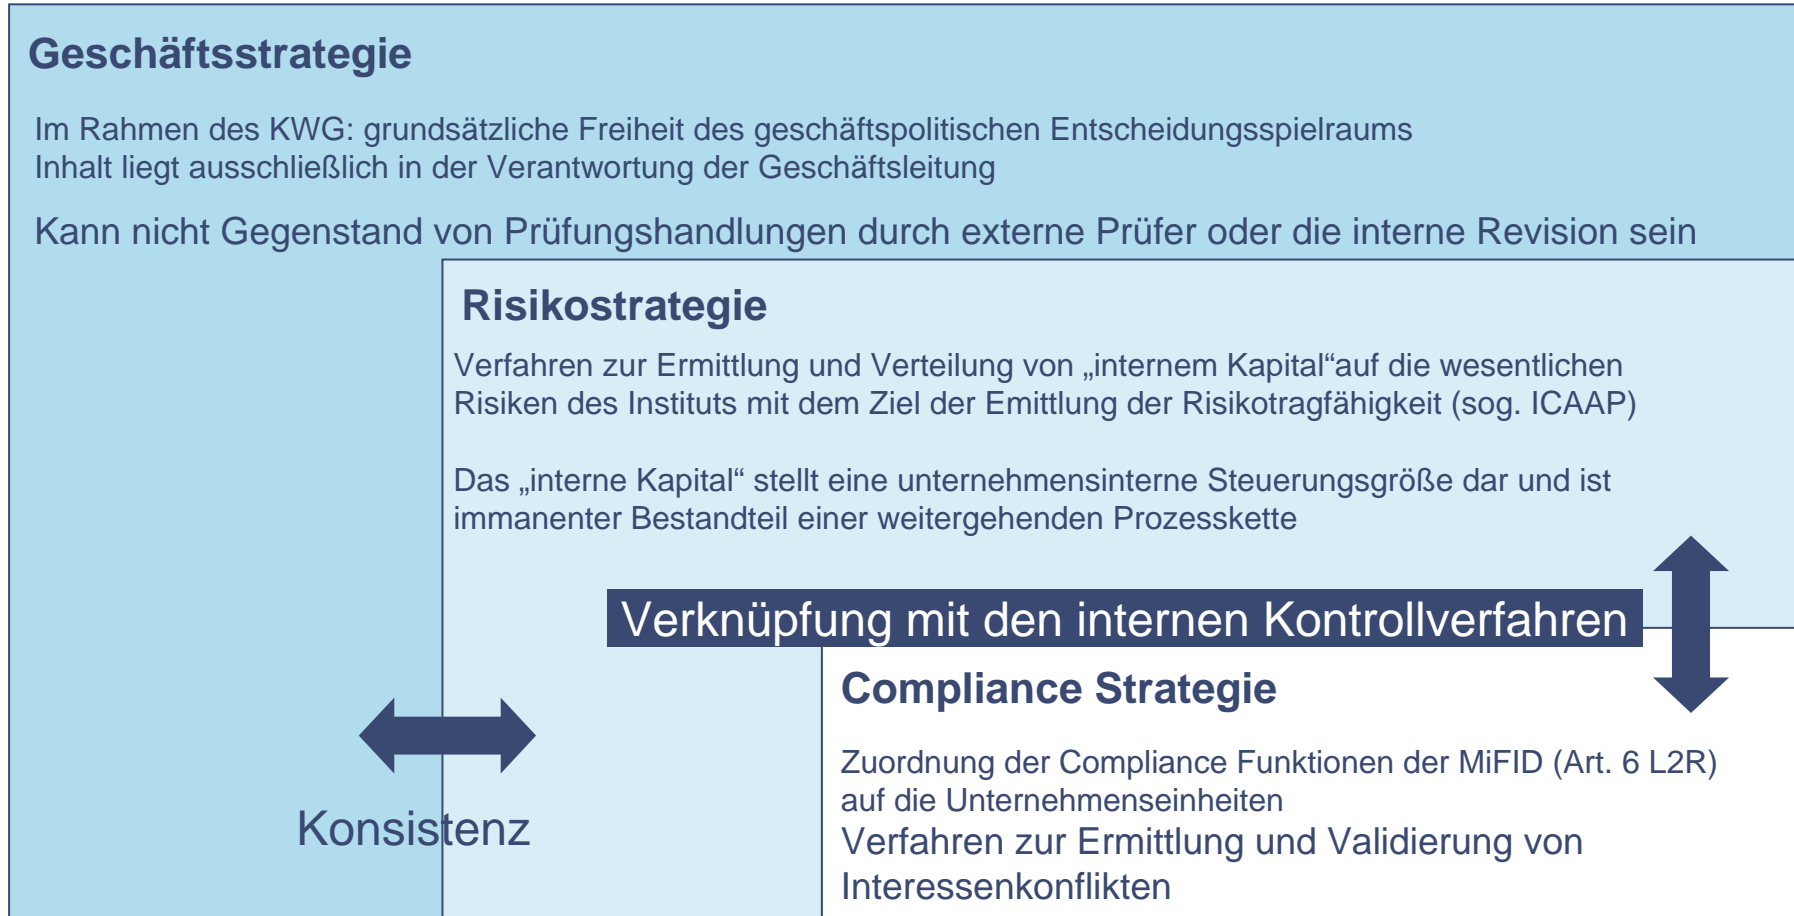 Geschäftsstrategie
Im Rahmen des KWG: grundsätzliche Freiheit des geschäftspolitischen Entscheidungsspielraums
Inhalt liegt ausschließlich in der Verantwortung der Geschäftsleitung
Kann nicht Gegenstand von Prüfungshandlungen durch externe Prüfer oder die interne Revision sein
Risikostrategie
Verfahren zur Ermittlung und Verteilung von „internem Kapital“auf die wesentlichen
Risiken des Instituts mit dem Ziel der Emittlung der Risikotragfähigkeit (sog. ICAAP)
Das „interne Kapital“ stellt eine unternehmensinterne Steuerungsgröße dar und ist
immanenter Bestandteil einer weitergehenden Prozesskette
Verknüpfung mit den internen Kontrollverfahren
Compliance Strategie
Zuordnung der Compliance Funktionen der MiFID (Art. 6 L2R)
auf die Unternehmenseinheiten
Verfahren zur Ermittlung und Validierung von
Interessenkonflikten
Konsistenz